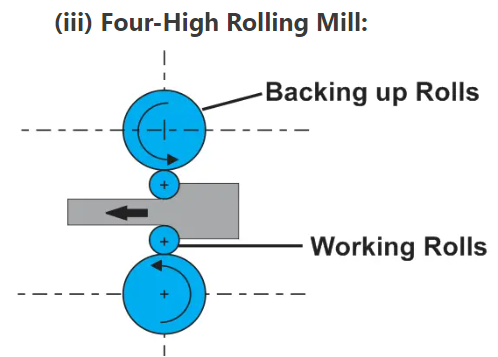 (iii) Four-High Rolling Mill:
Backing up Rolls
Working Rolls